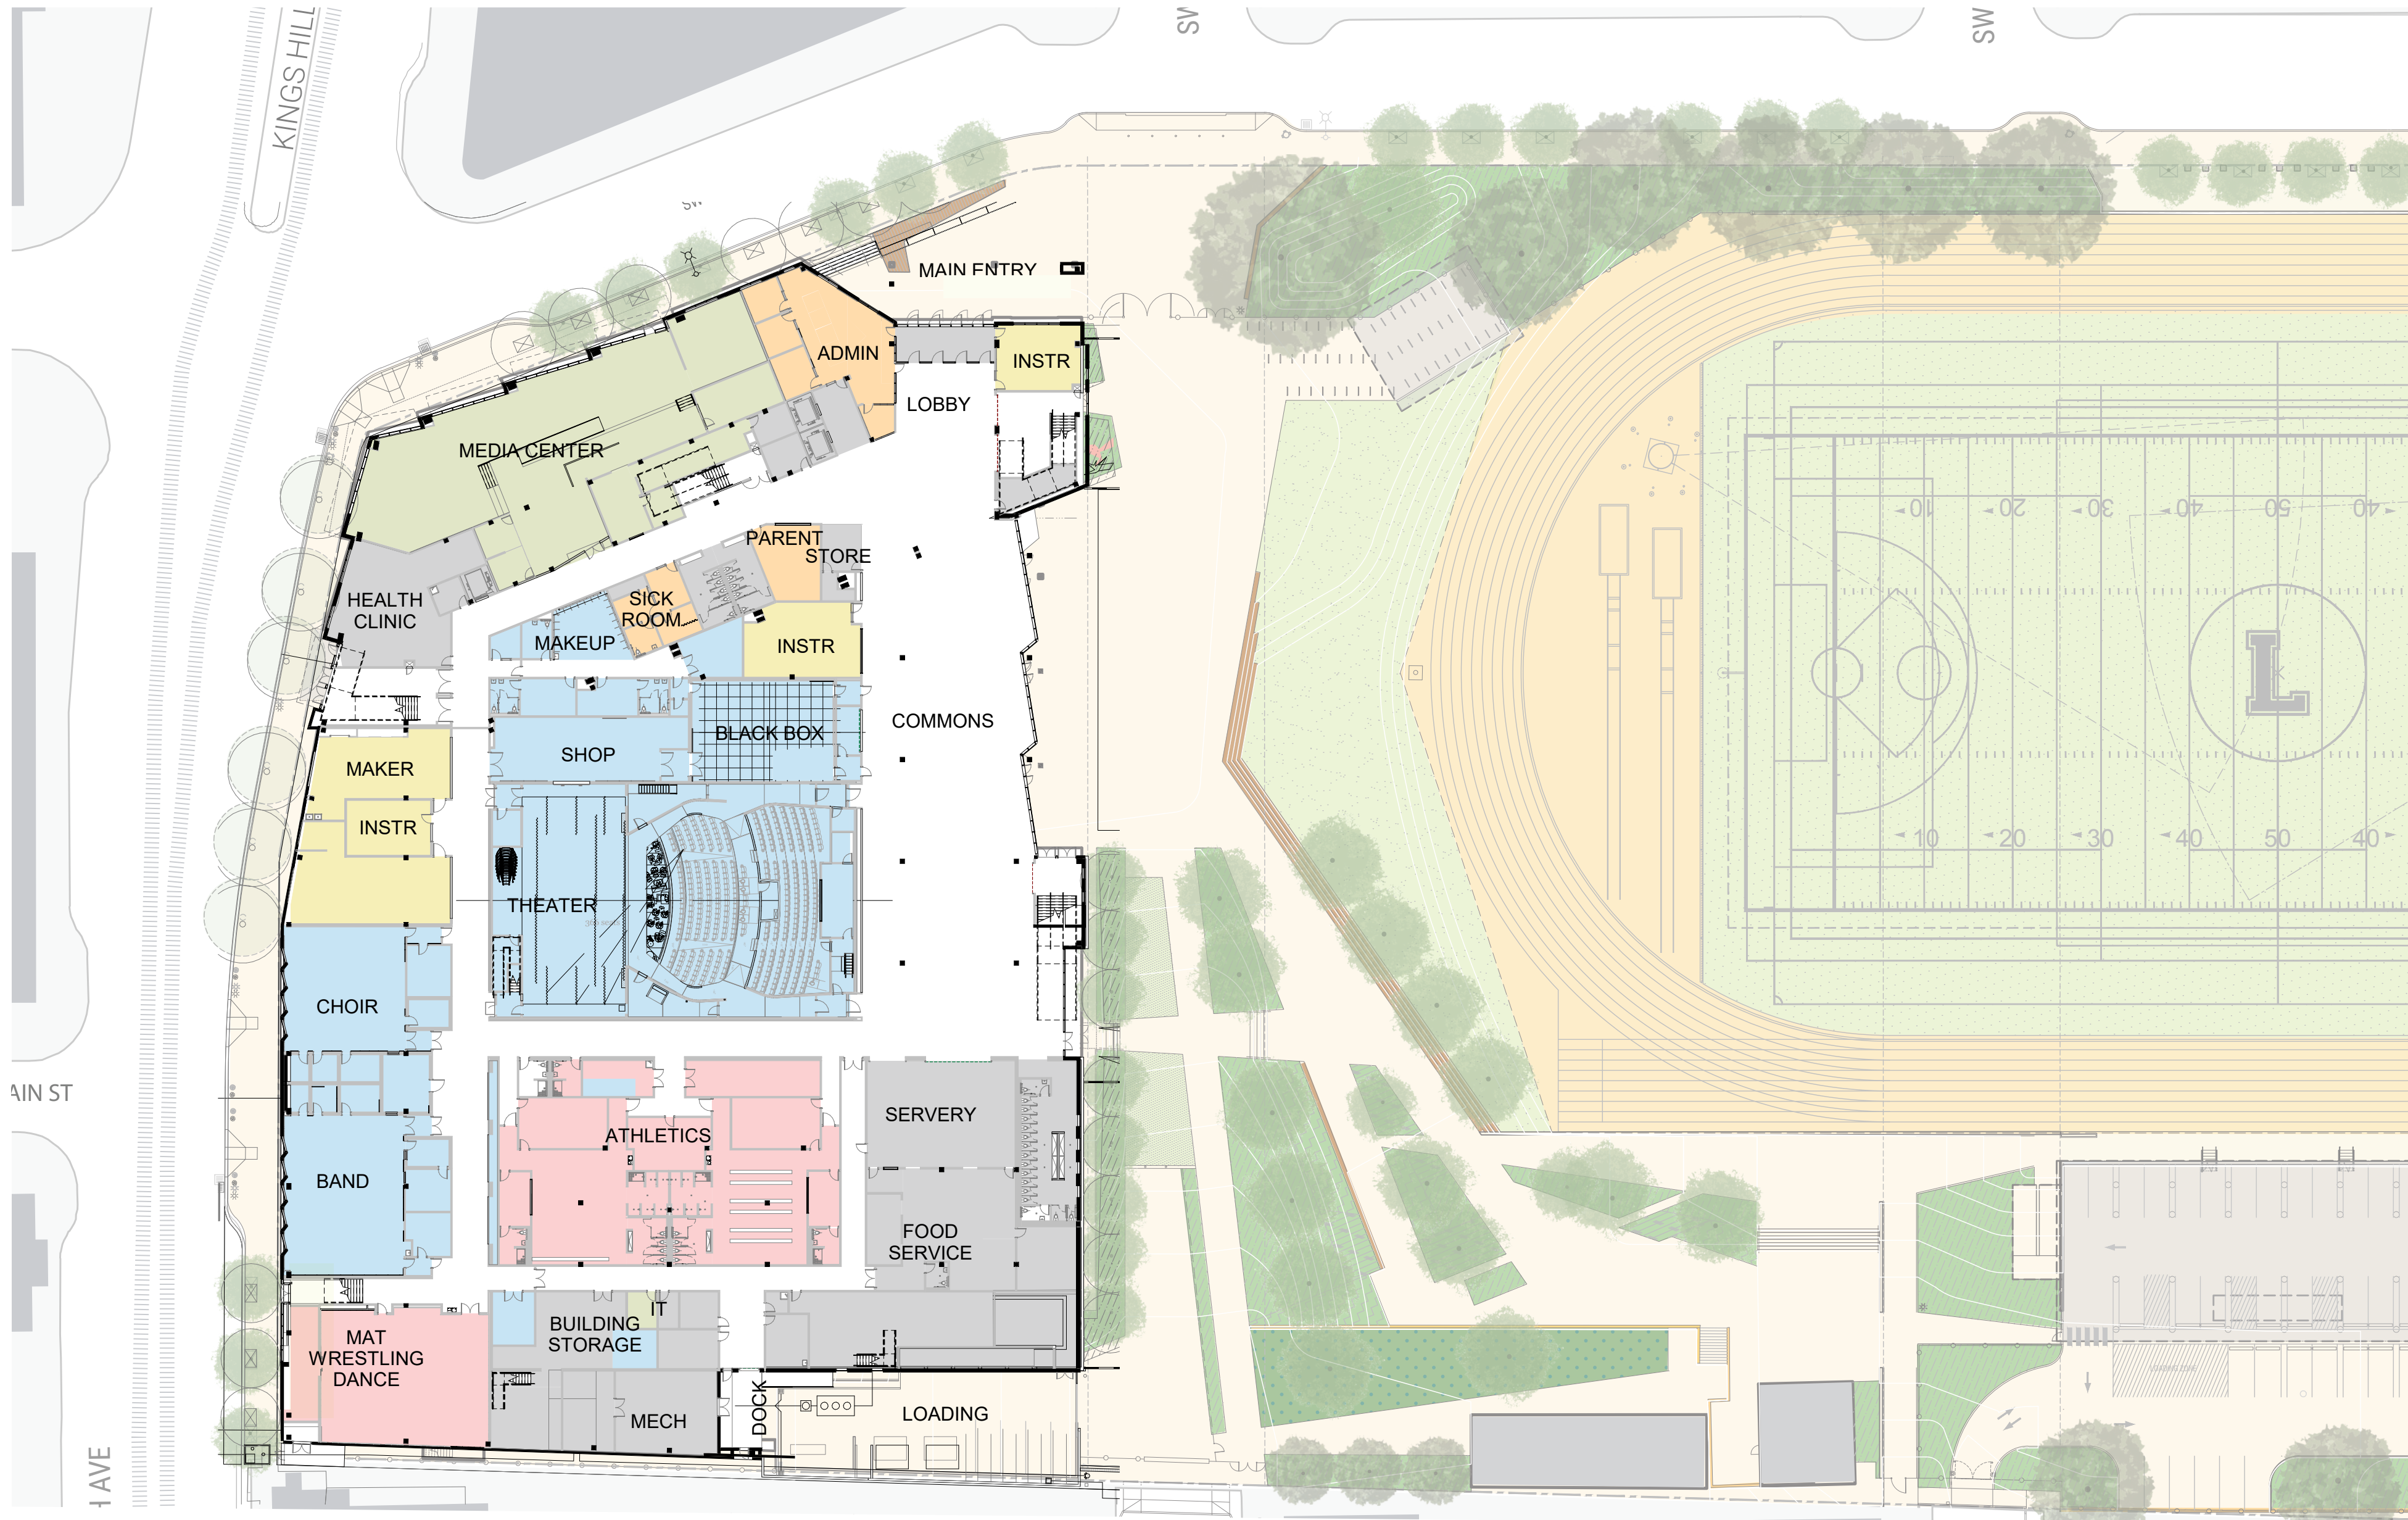 KINGS HILL
SW
SW
MAIN ENTRY
ADMIN
INSTR
LOBBY
MEDIA CENTER
PARENT
STORE
HEALTH
CLINIC
SICK
ROOM
MAKEUP
INSTR
COMMONS
BLACK BOX
SHOP
MAKER
INSTR
THEATER
CHOIR
SERVERY
ATHLETICS
BAND
FOOD
SERVICE
IT
BUILDING
STORAGE
MAT
WRESTLING
DANCE
MECH
DOCK
LOADING
AIN ST
H AVE
10 20 30 40 50 40
10 20 30 40 50 40
L
LOADING ZONE